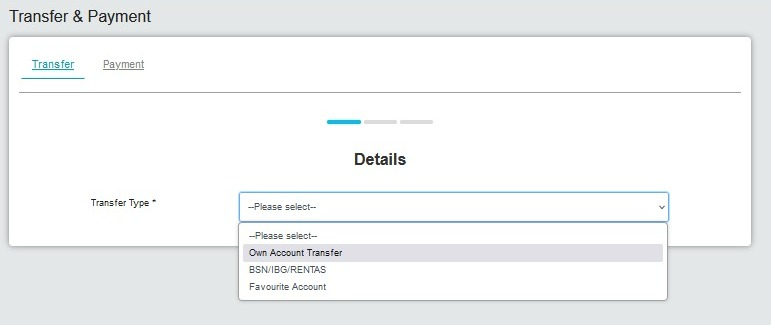 Transfer & Payment
Transfer Payment
Details
Transfer Type * --Please select--
--Please select--
Own Account Transfer
BSN/IBG/RENTAS
Favourite Account